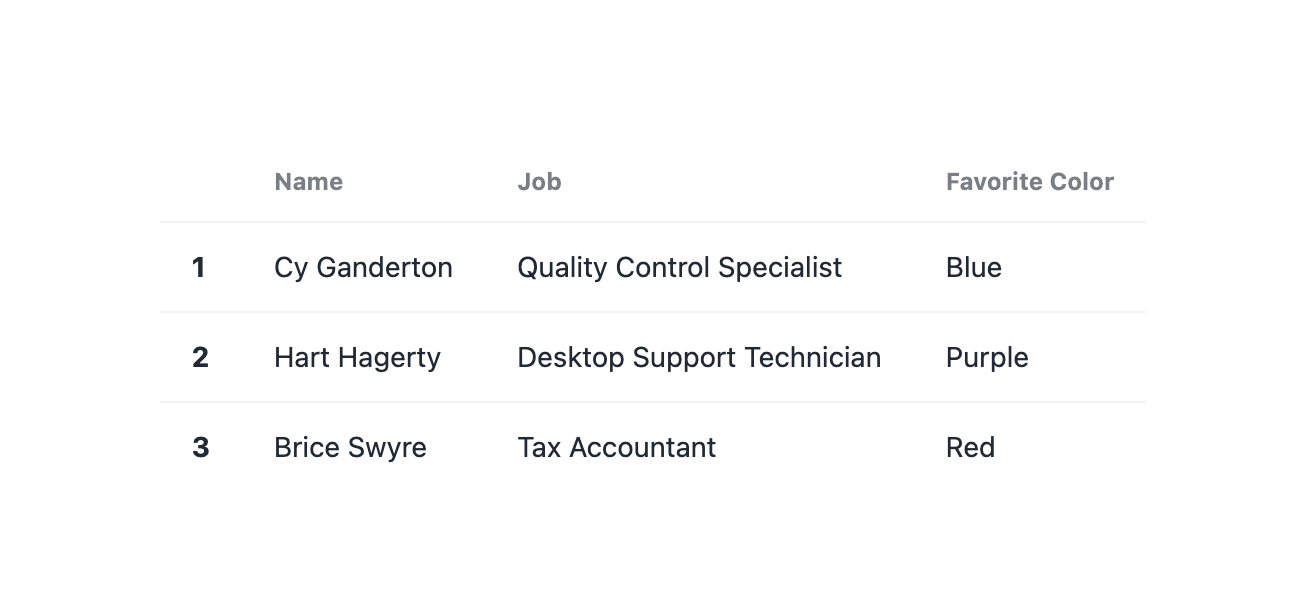 Name Job Favorite Color
1 Cy Ganderton Quality Control Specialist Blue
2 Hart Hagerty Desktop Support Technician Purple
3 Brice Swyre Tax Accountant Red